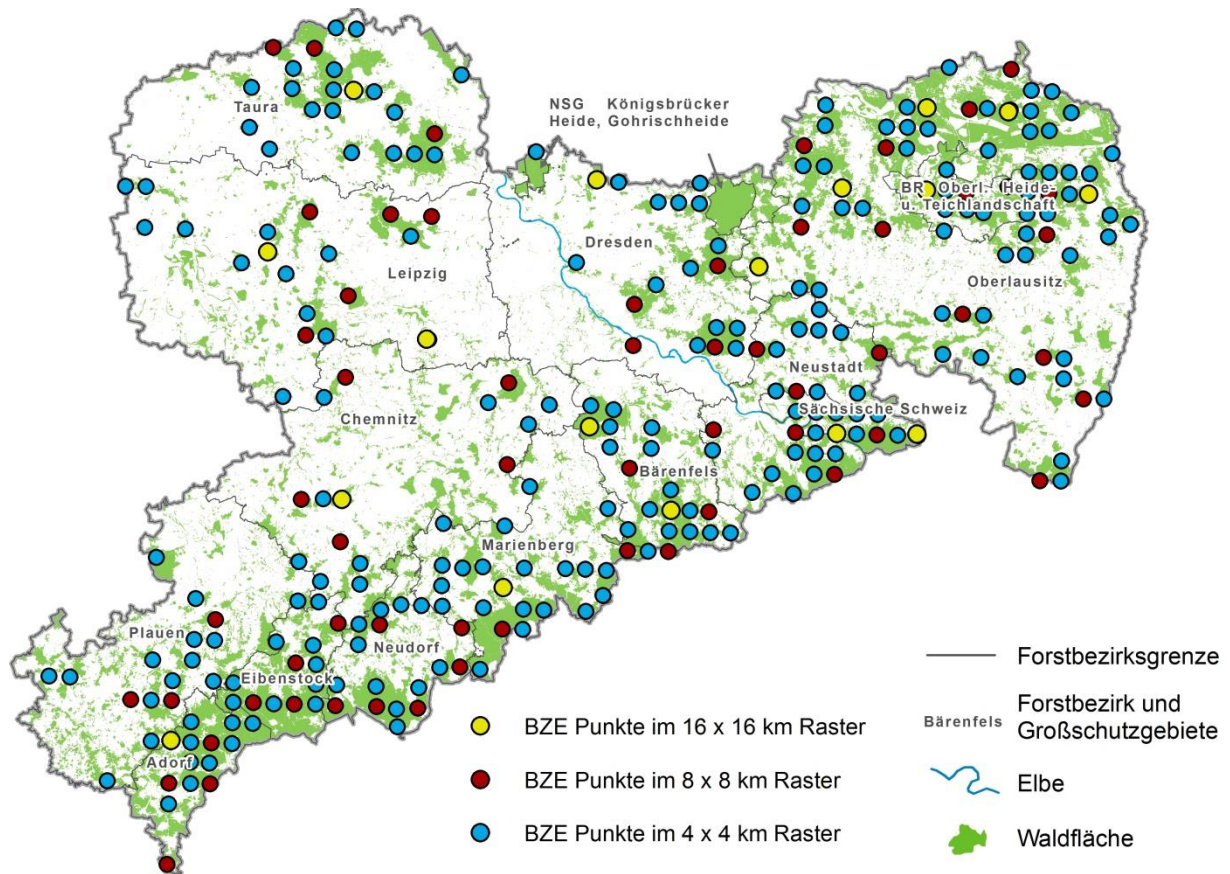 Taura
NSG Königsbrücker
Heide, Gohrischheide
BR Oberl. Heide-
u. Teichlandschaft
Dresden
Leipzig
Oberlausitz
Neustadt
Chemnitz
Sächsische Schweiz
Bärenfels
Marienberg
Plauen
Neudorf
Eibenstock
Adorf
Forstbezirksgrenze
Bärenfels
Forstbezirk und
Großschutzgebiete
Elbe
Waldfläche
BZE Punkte im 16 x 16 km Raster
BZE Punkte im 8 x 8 km Raster
BZE Punkte im 4 x 4 km Raster